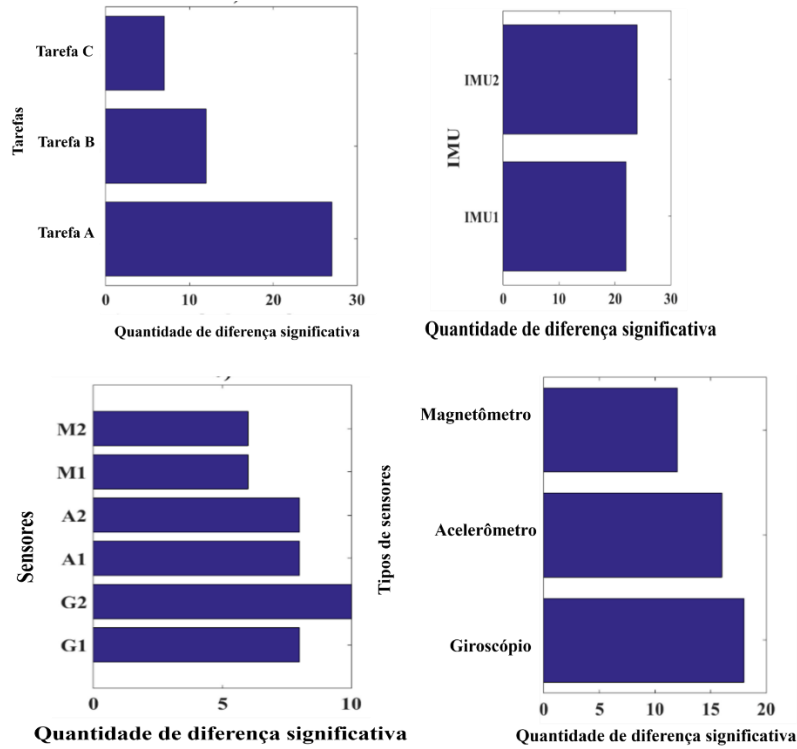 Tarefa C
Tarefa B
Tarefa A
Tarefas
0 10 20 30
Quantidade de diferença significativa
IMU2
IMU1
IMU
0 10 20 30
Quantidade de diferença significativa
M2
M1
A2
A1
G2
G1
Sensores
0 5 10
Quantidade de diferença significativa
Magnetômetro
Acelerômetro
Giroscópio
Tipos de sensores
0 5 10 15 20
Quantidade de diferença significativa